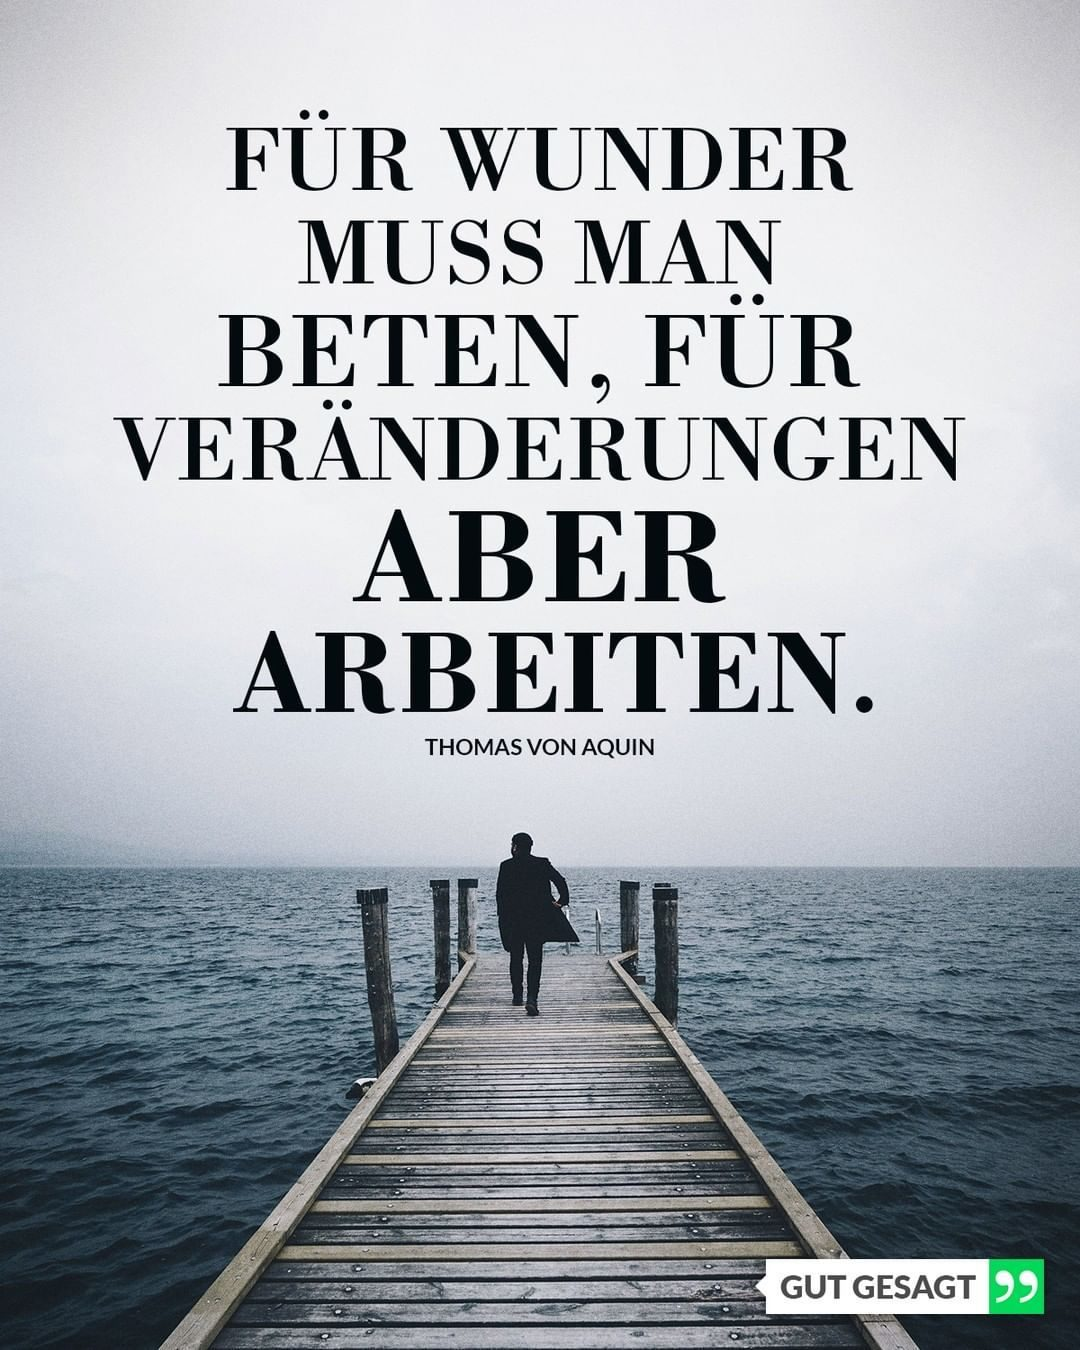 FÜR WUNDER
MUSS MAN
BETEN, FÜR
VERÄNDERUNGEN
ABER
ARBEITEN.
THOMAS VON AQUIN
GUT GESAGT